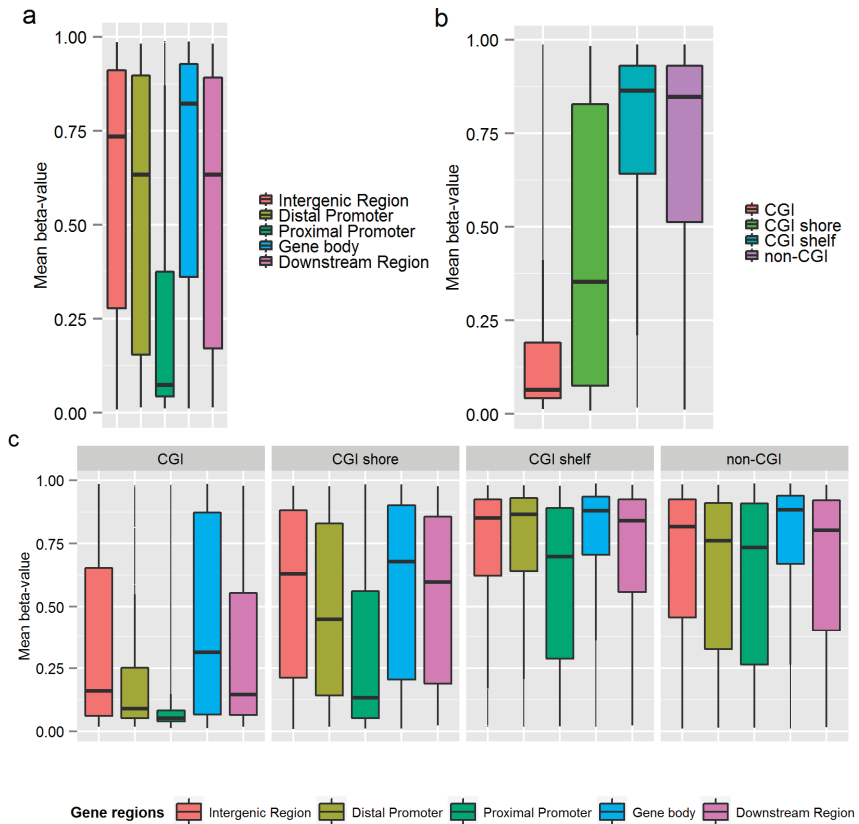 a
1.00
0.75
0.50
0.25
0.00
Mean beta-value
Intergenic Region
Distal Promoter
Proximal Promoter
Gene body
Downstream Region
b
1.00
0.75
0.50
0.25
0.00
Mean beta-value
CGI
CGI shore
CGI shelf
non-CGI
c
CGI
CGI shore
CGI shelf
non-CGI
1.00
0.75
0.50
0.25
0.00
Mean beta-value
Gene regions Intergenic Region Distal Promoter Proximal Promoter Gene body Downstream Region